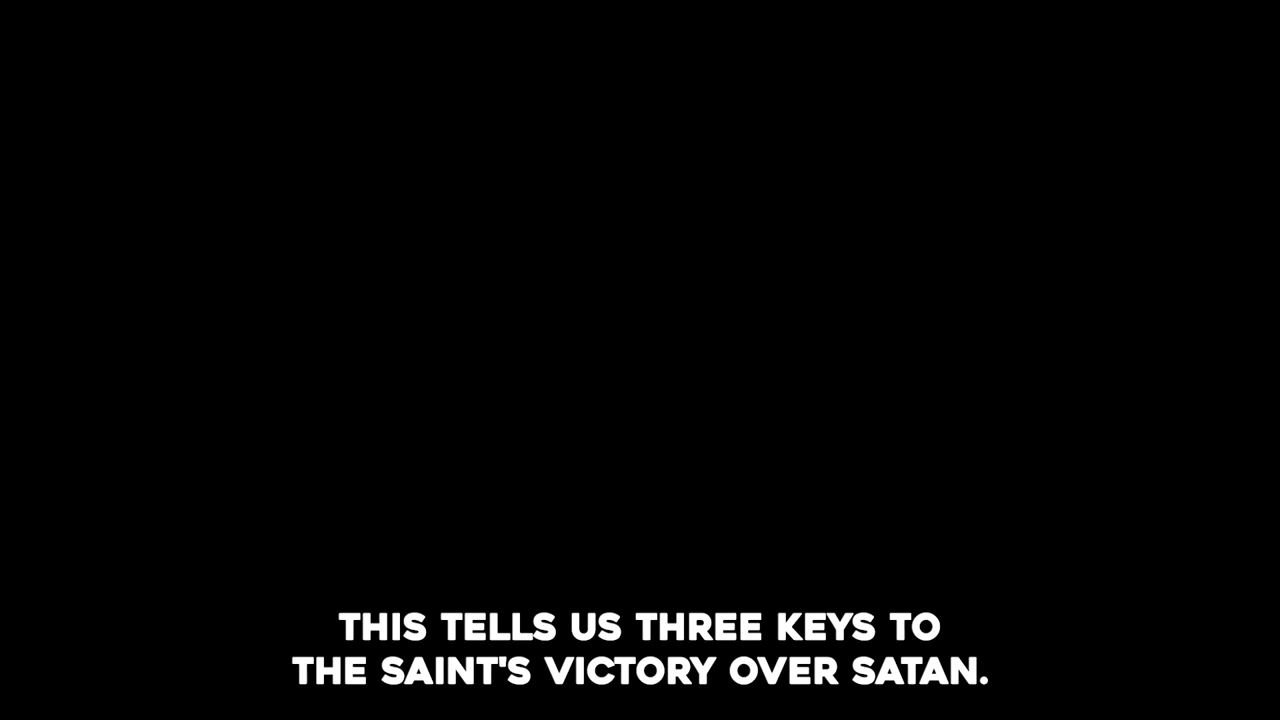 THIS TELLS US THREE KEYS TO
THE SAINT'S VICTORY OVER SATAN.